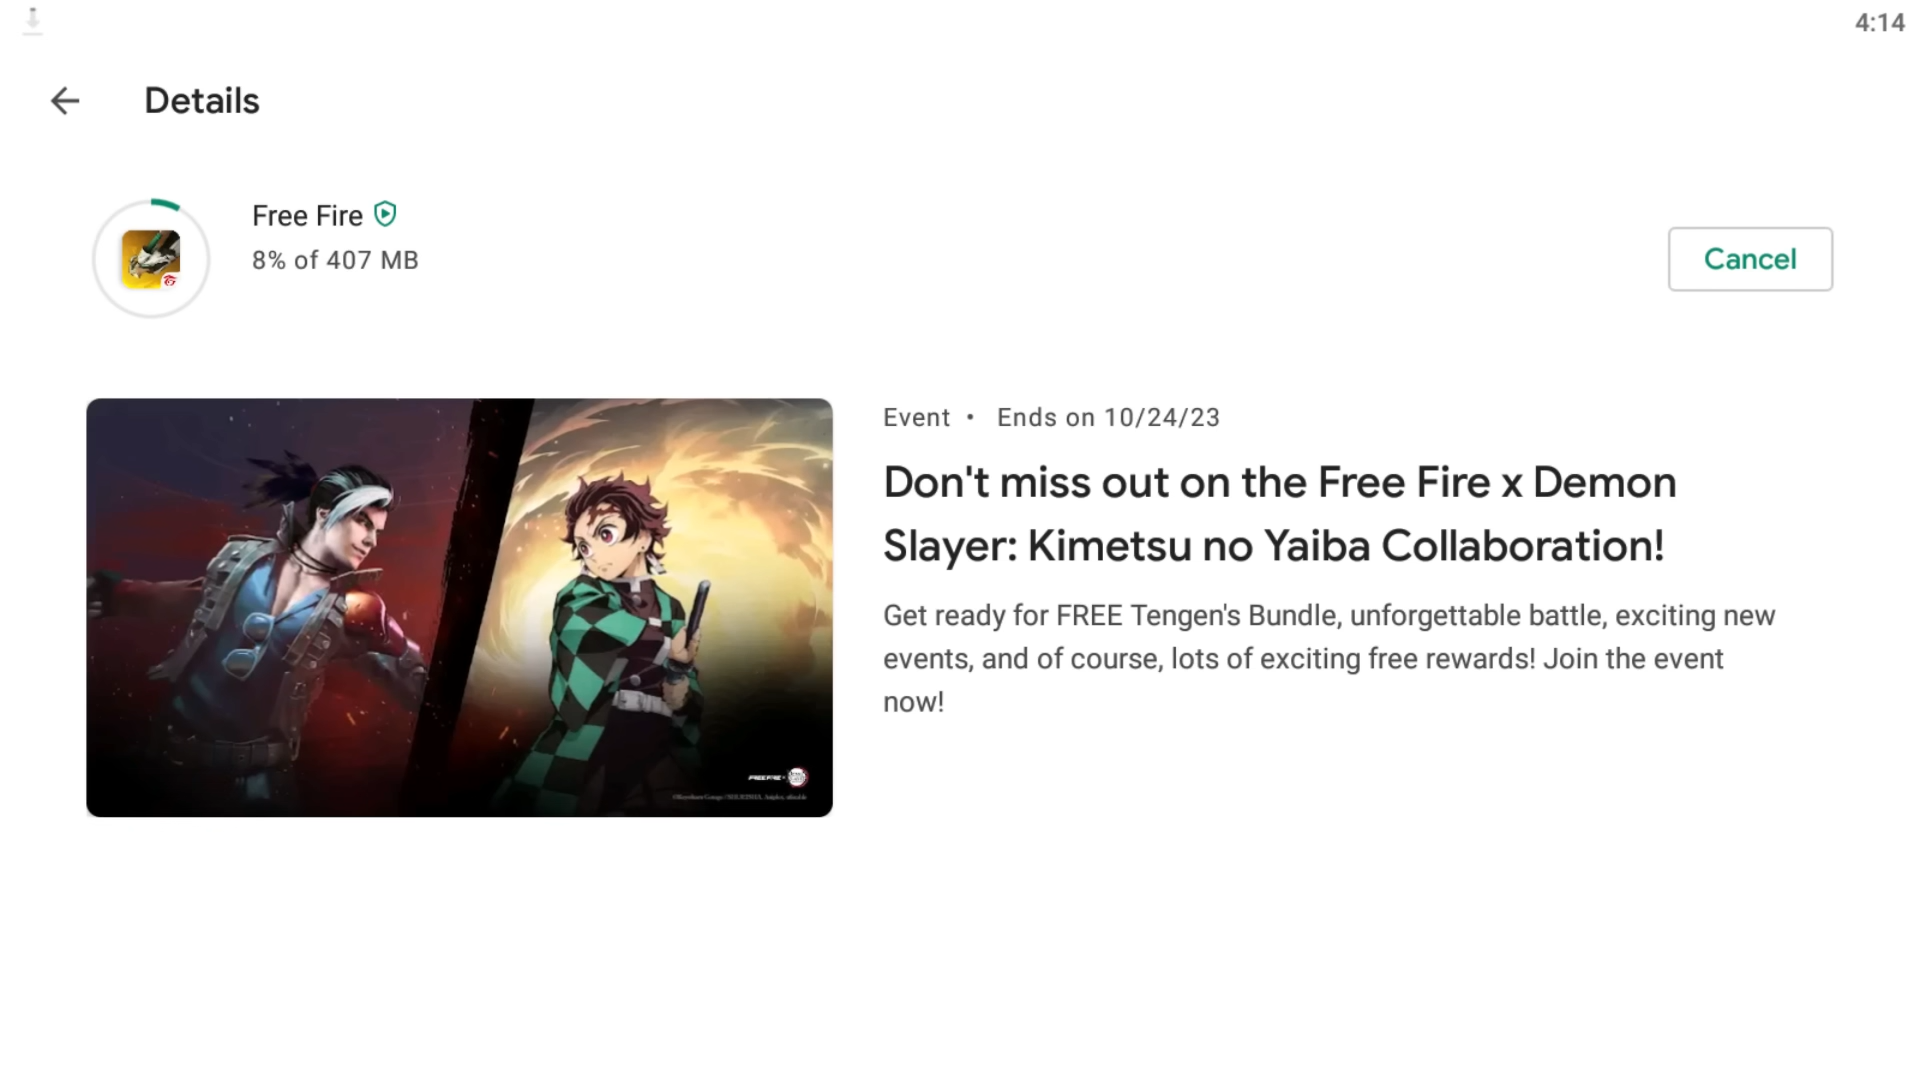 4:14
Details
Free Fire
8% of 407 MB
Cancel
Event • Ends on 10/24/23
Don't miss out on the Free Fire x Demon
Slayer: Kimetsu no Yaiba Collaboration!
Get ready for FREE Tengen's Bundle, unforgettable battle, exciting new
events, and of course, lots of exciting free rewards! Join the event
now!
FREE FIRE